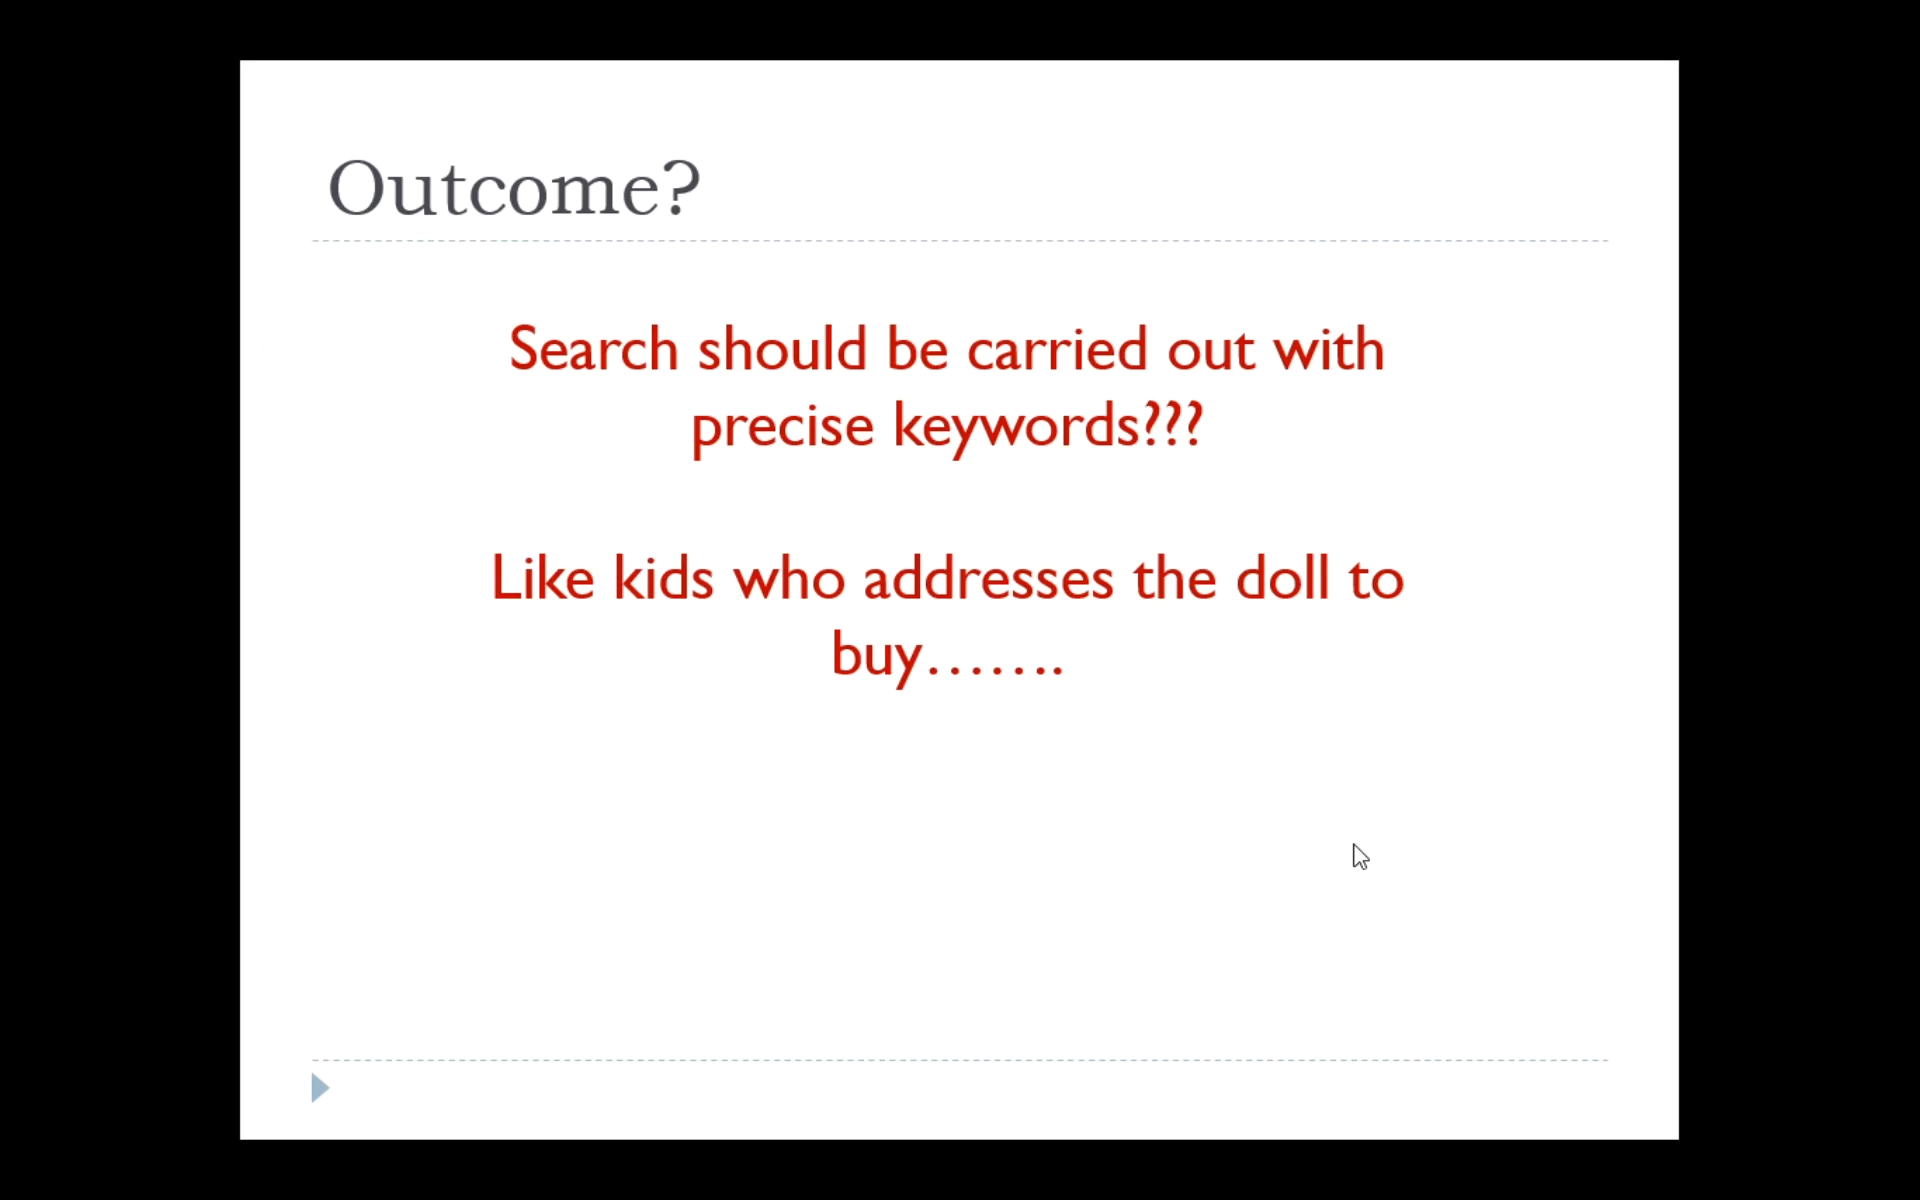 Outcome?
Search should be carried out with
precise keywords???
Like kids who addresses the doll to
buy…….